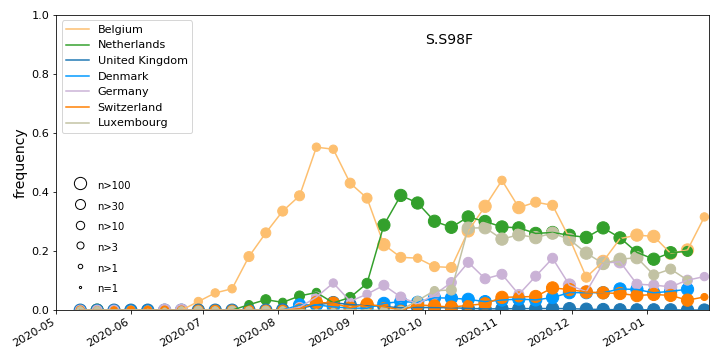 S.S98F
Belgium
Netherlands
United Kingdom
Denmark
Germany
Switzerland
Luxembourg
n>100
n>30
n>10
n>3
n>1
n=1
frequency
1.0
0.8
0.6
0.4
0.2
0.0
2020-05
2020-06
2020-07
2020-08
2020-09
2020-10
2020-11
2020-12
2021-01